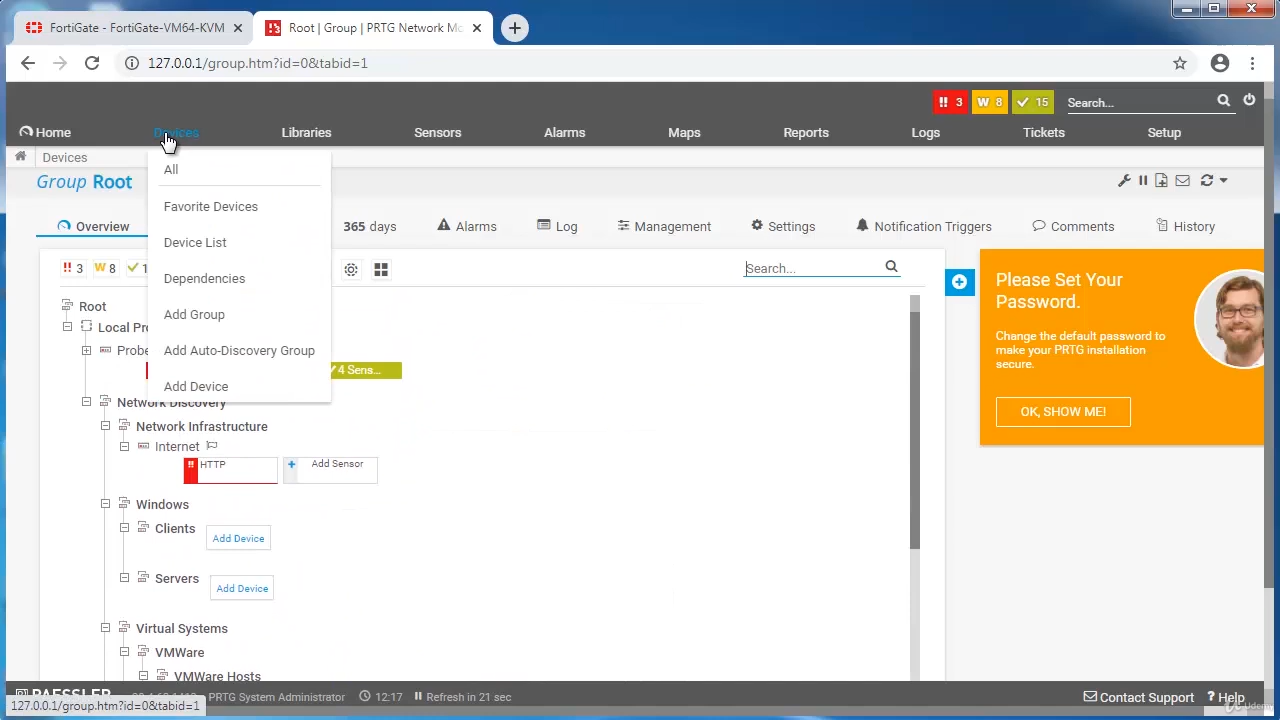 FortiGate - FortiGate-VM64-KVM
Root | Group | PRTG Network Mo
127.0.0.1/group.htm?id=0&tabid=1
3
W 8
15
Search...
Home
Devices
Libraries
Sensors
Alarms
Maps
Reports
Logs
Tickets
Setup
Devices
Group Root
All
Favorite Devices
Device List
Dependencies
Add Group
Add Auto-Discovery Group
Add Device
Overview
365 days
Alarms
Log
Management
Settings
Notification Triggers
Comments
History
!! 3
W 8
1
Search...
Please Set Your
Password.
Change the default password to
make your PRTG installation
secure.
OK, SHOW ME!
Root
Local Pro
Probe
4 Sens...
Network Discovery
Network Infrastructure
Internet
HTTP
Add Sensor
Windows
Clients
Add Device
Servers
Add Device
Virtual Systems
VMWare
VMWare Hosts
PAESSLER
PRTG System Administrator
12:17
Refresh in 21 sec
Contact Support
? Help
127.0.0.1/group.htm?id=0&tabid=1
Udemy